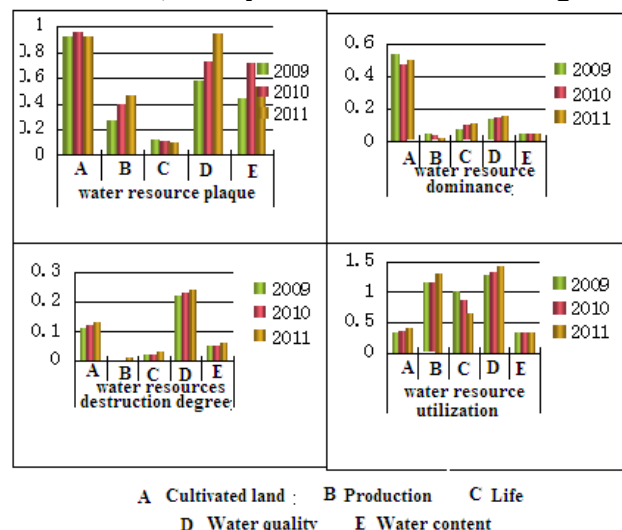 1
0.8
0.6
0.4
0.2
0
2009
2010
2011
A B C D E
water resource plaque
0.6
0.4
0.2
0
2009
2010
2011
A B C D E
water resource
dominance:
0.3
0.2
0.1
0
2009
2010
2011
A B C D E
water resources
destruction degree
1.5
1
0.5
0
2009
2010
2011
A B C D E
water resource
utilization
A Cultivated land : B Production C Life
D Water quality E Water content